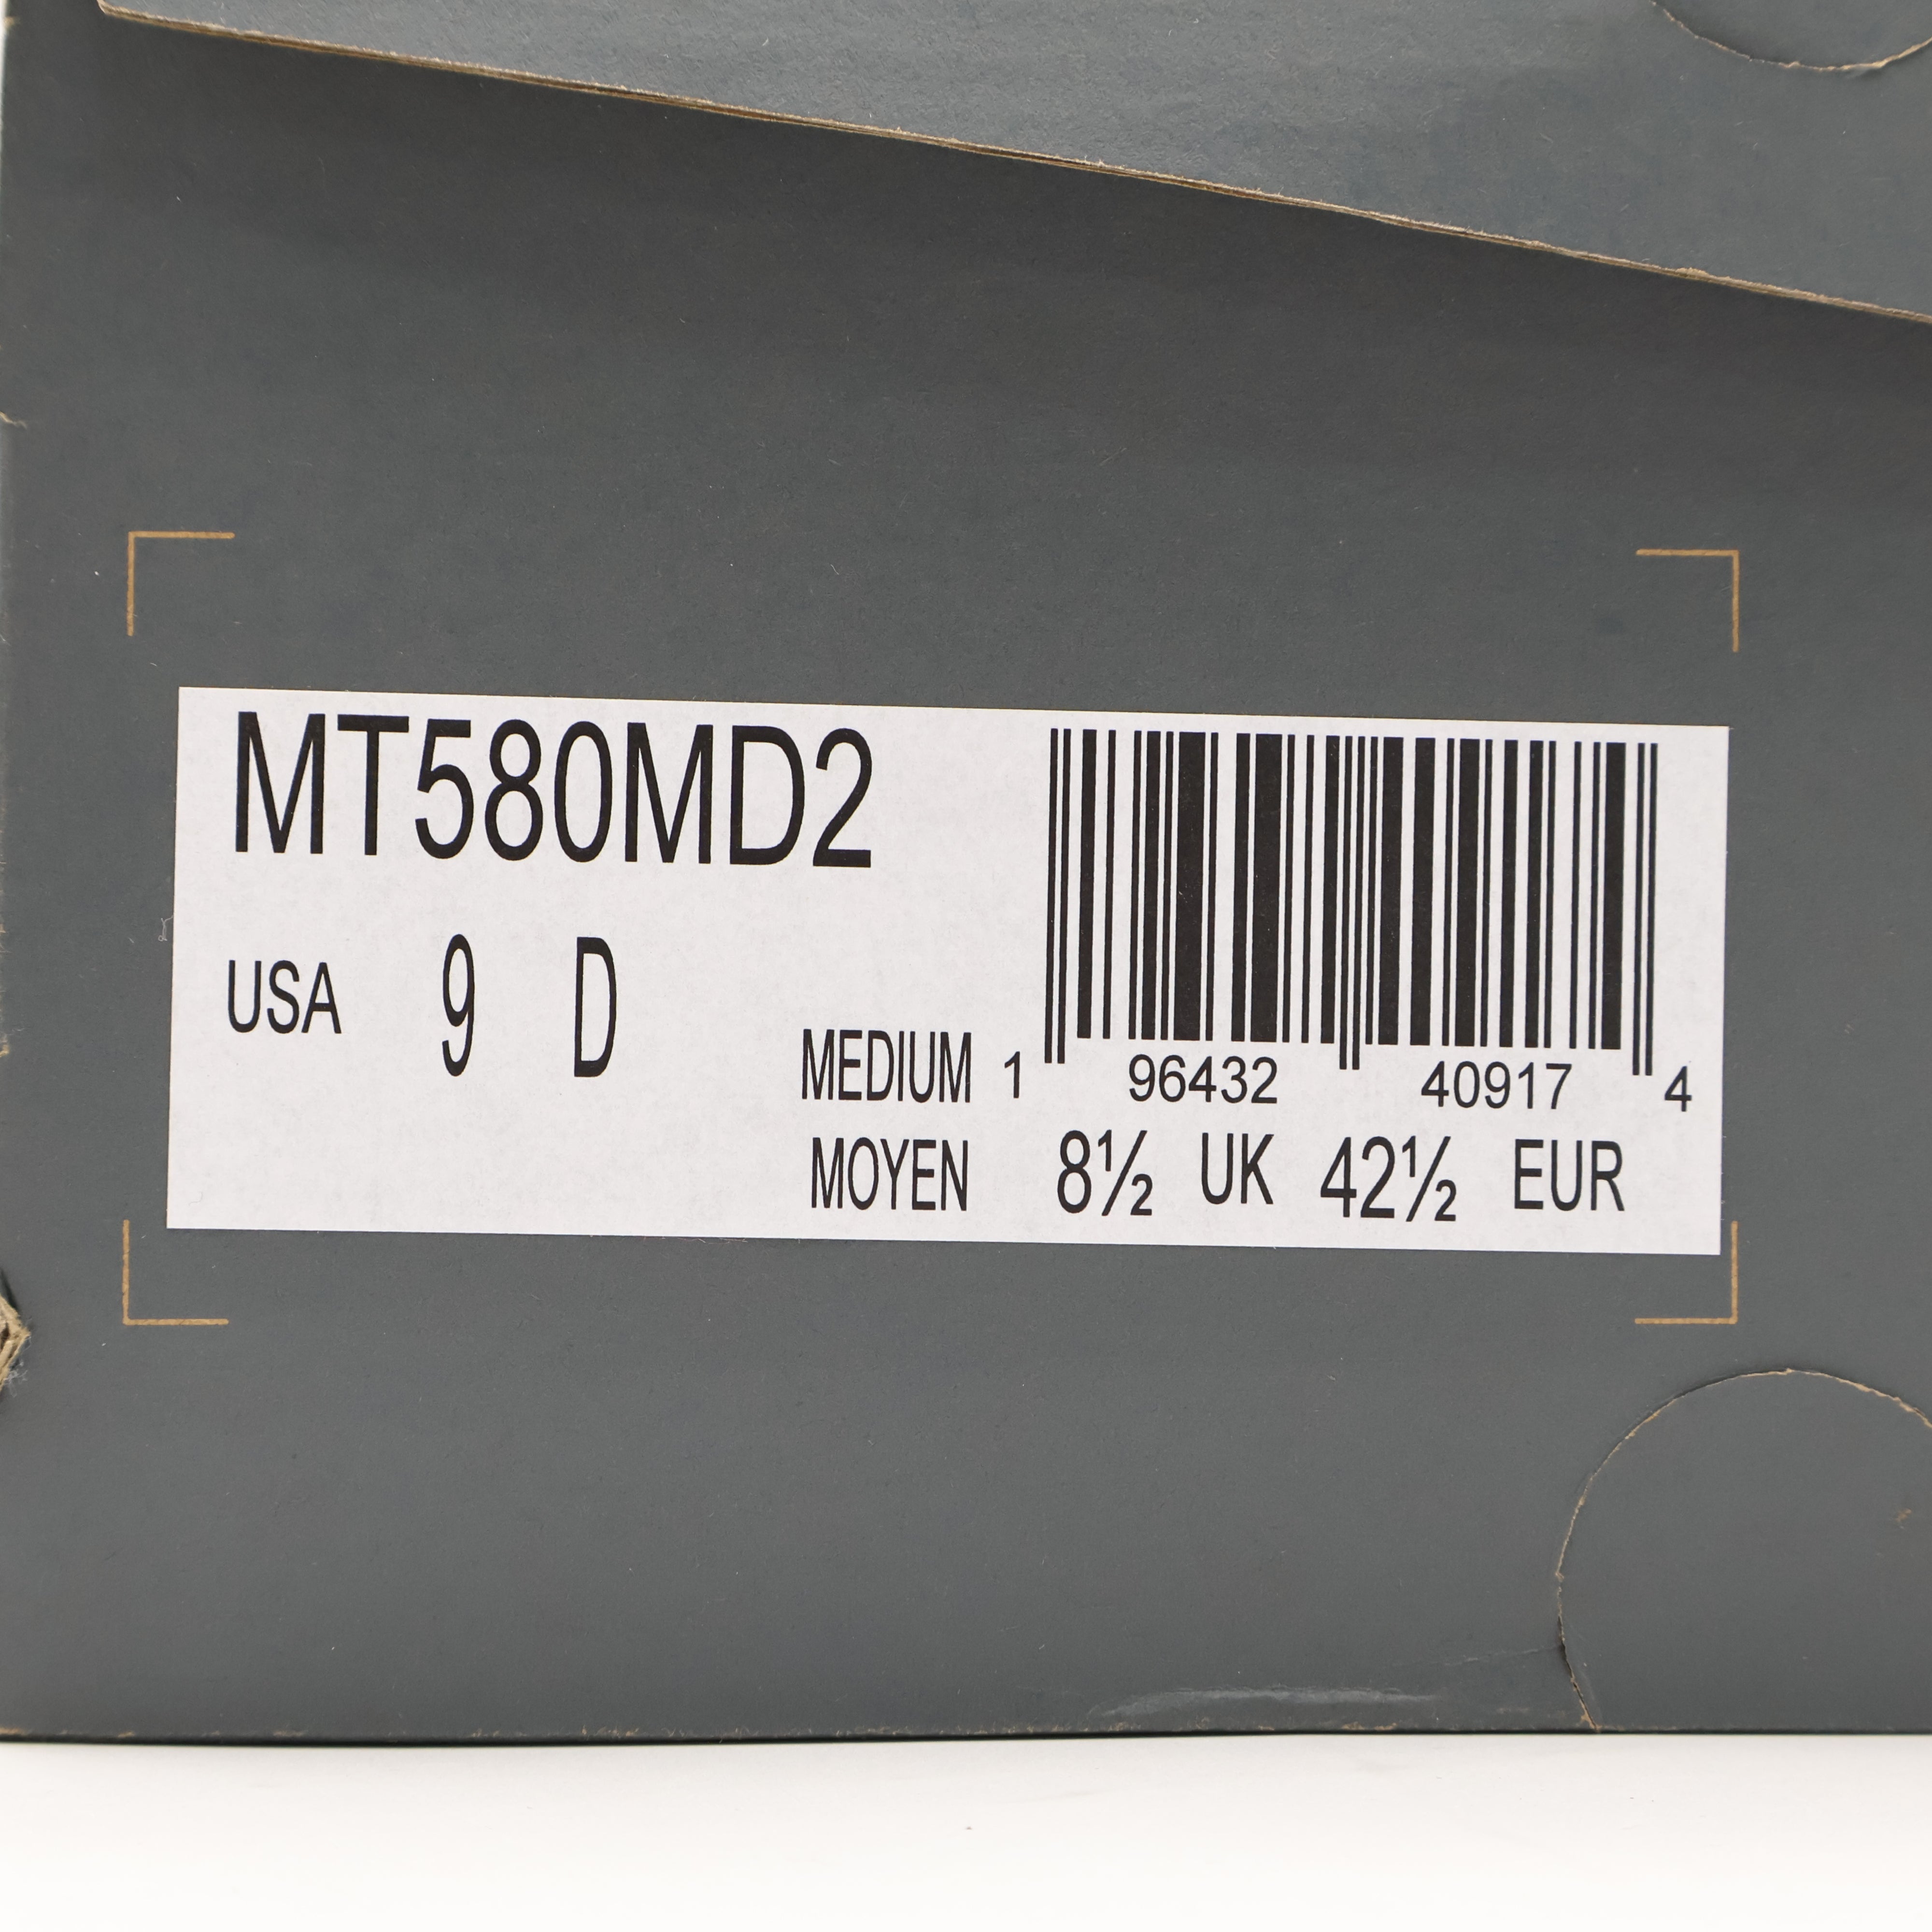 MT580MD2
USA 9 D
MEDIUM
MOYEN
1 96432 40917 4
8½ UK 42½ EUR